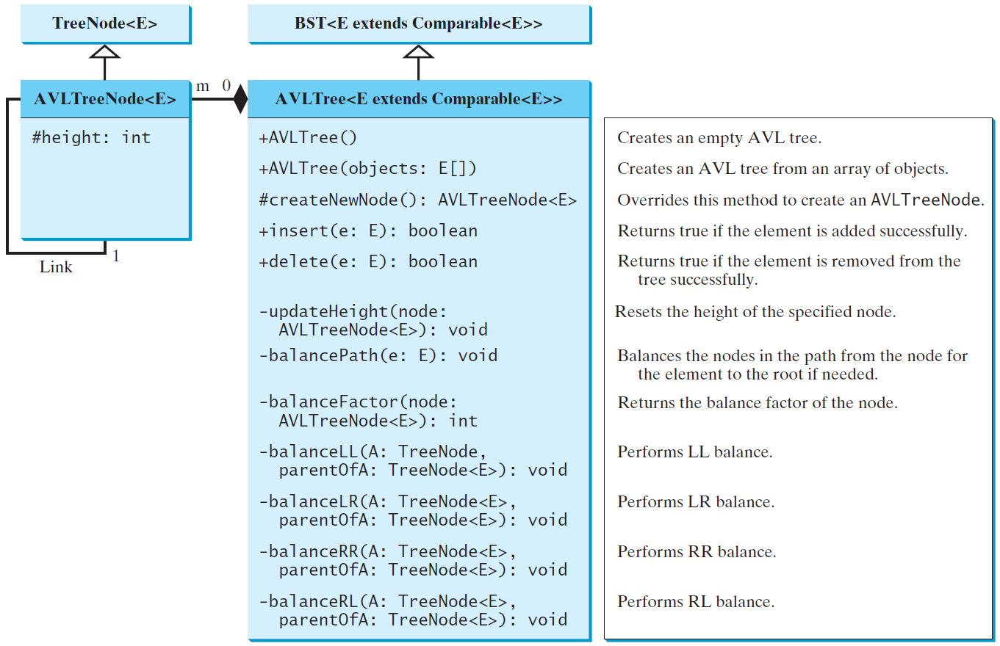 TreeNode<E>
BST<E extends Comparable<E>>
AVLTreeNode<E>
m 0
AVLTree<E extends Comparable<E>>
#height: int
Link
1
+AVLTree()
Creates an empty AVL tree.
+AVLTree(objects: E[])
Creates an AVL tree from an array of objects.
#createNewNode(): AVLTreeNode<E>
Overrides this method to create an AVLTreeNode.
+insert(e: E): boolean
Returns true if the element is added successfully.
+delete(e: E): boolean
Returns true if the element is removed from the
tree successfully.
-updateHeight(node:
AVLTreeNode<E>): void
Resets the height of the specified node.
-balancePath(e: E): void
Balances the nodes in the path from the node for
the element to the root if needed.
-balanceFactor(node:
AVLTreeNode<E>): int
Returns the balance factor of the node.
-balanceLL(A: TreeNode,
parentOfA: TreeNode<E>): void
Performs LL balance.
-balanceLR(A: TreeNode<E>,
parentOfA: TreeNode<E>): void
Performs LR balance.
-balanceRR(A: TreeNode<E>,
parentOfA: TreeNode<E>): void
Performs RR balance.
-balanceRL(A: TreeNode<E>,
parentOfA: TreeNode<E>): void
Performs RL balance.